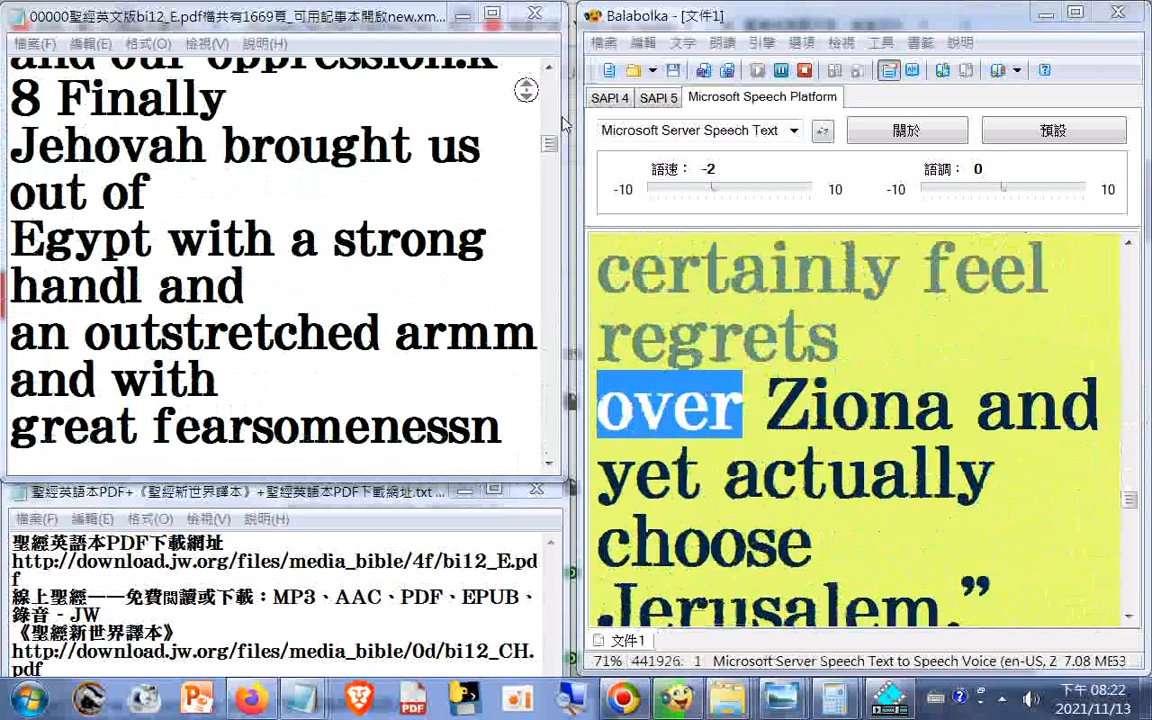 00000聖經英文版bi12_E.pdf檔共有1669頁_可用記事本開啟new.xm...
檔案(F) 編輯(E) 格式(O) 檢視(V) 說明(H)
and our oppression.k
8 Finally
Jehovah brought us
out of
Egypt with a strong
handl and
an outstretched armm
and with
great fearsomenessn
聖經英語本PDF+《聖經新世界譯本》+聖經英語本PDF下載網址.txt ...
檔案(F) 編輯(E) 格式(O) 檢視(V) 說明(H)
聖經英語本PDF下載網址
http://download.jw.org/files/media_bible/4f/bi12_E.pd
f
線上聖經——免費閱讀或下載：MP3、AAC、PDF、EPUB、
錄音 - JW
《聖經新世界譯本》
http://download.jw.org/files/media_bible/0d/bi12_CH.
pdf
Balabolka - [文件1]
檔案 編輯 文字 朗讀 引擎 選項 檢視 工具 書籤 說明
SAPI 4 SAPI 5 Microsoft Speech Platform
Microsoft Server Speech Text 關於 預設
語速： -2 語調： 0
-10 10 -10 10
certainly feel
regrets
over Ziona and
yet actually
choose
Jerusalem.”
文件1
71% 441926: 1 Microsoft Server Speech Text to Speech Voice (en-US, Z 7.08 ME53
下午 08:22
2021/11/13